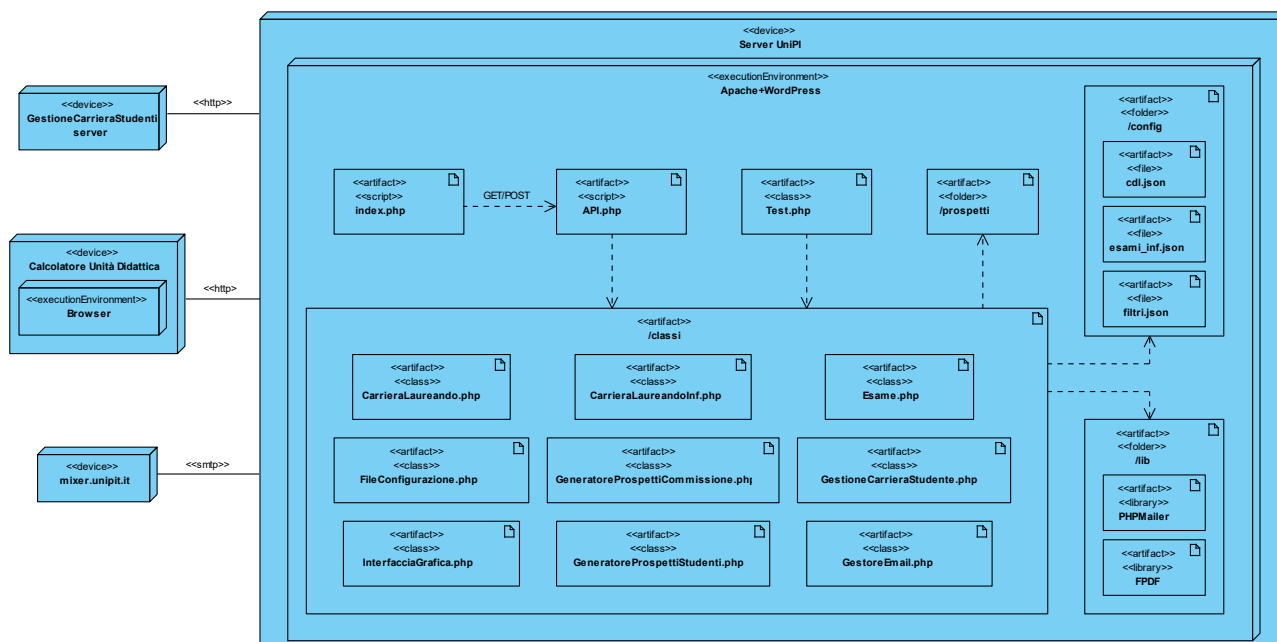 <<device>>
Server UniPI
<<executionEnvironment>>
Apache+WordPress
<<device>>
GestioneCarrieraStudenti
server
<<http>>
<<device>>
Calcolatore Unità Didattica
<<executionEnvironment>>
Browser
<<http>
<<device>>
mixer.unipit.it
<<smtp>>
<<artifact>>
<<script>>
index.php
GET/POST
<<artifact>>
<<script>>
API.php
<<artifact>>
<<class>>
Test.php
<<artifact>>
<<folder>>
/prospetti
<<artifact>>
<<folder>>
/config
<<artifact>>
<<file>>
cdl.json
<<artifact>>
<<file>>
esami_inf.json
<<artifact>>
<<file>>
filtri.json
<<artifact>>
/classi
<<artifact>>
<<class>>
CarrieraLaureando.php
<<artifact>>
<<class>>
CarrieraLaureandoInf.php
<<artifact>>
<<class>>
Esame.php
<<artifact>>
<<class>>
FileConfigurazione.php
<<artifact>>
<<class>>
GeneratoreProspettiCommissione.php
<<artifact>>
<<class>>
GestioneCarrieraStudente.php
<<artifact>>
<<class>>
InterfacciaGrafica.php
<<artifact>>
<<class>>
GeneratoreProspettiStudenti.php
<<artifact>>
<<class>>
GestoreEmail.php
<<artifact>>
<<folder>>
/lib
<<artifact>>
<<library>>
PHPMailer
<<artifact>>
<<library>>
FPDF